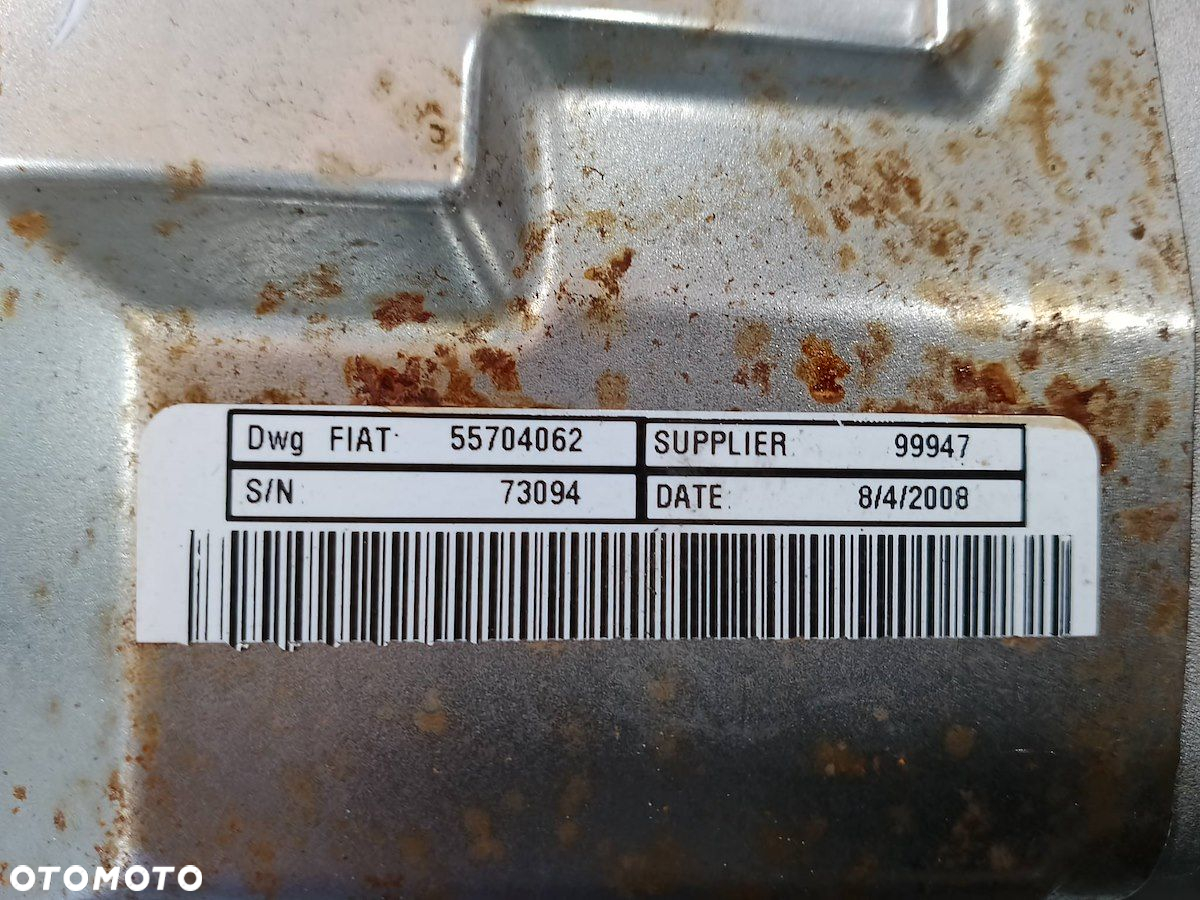 Dwg FIAT: 55704062 SUPPLIER: 99947
S/N: 73094 DATE: 8/4/2008
OTOMOTO